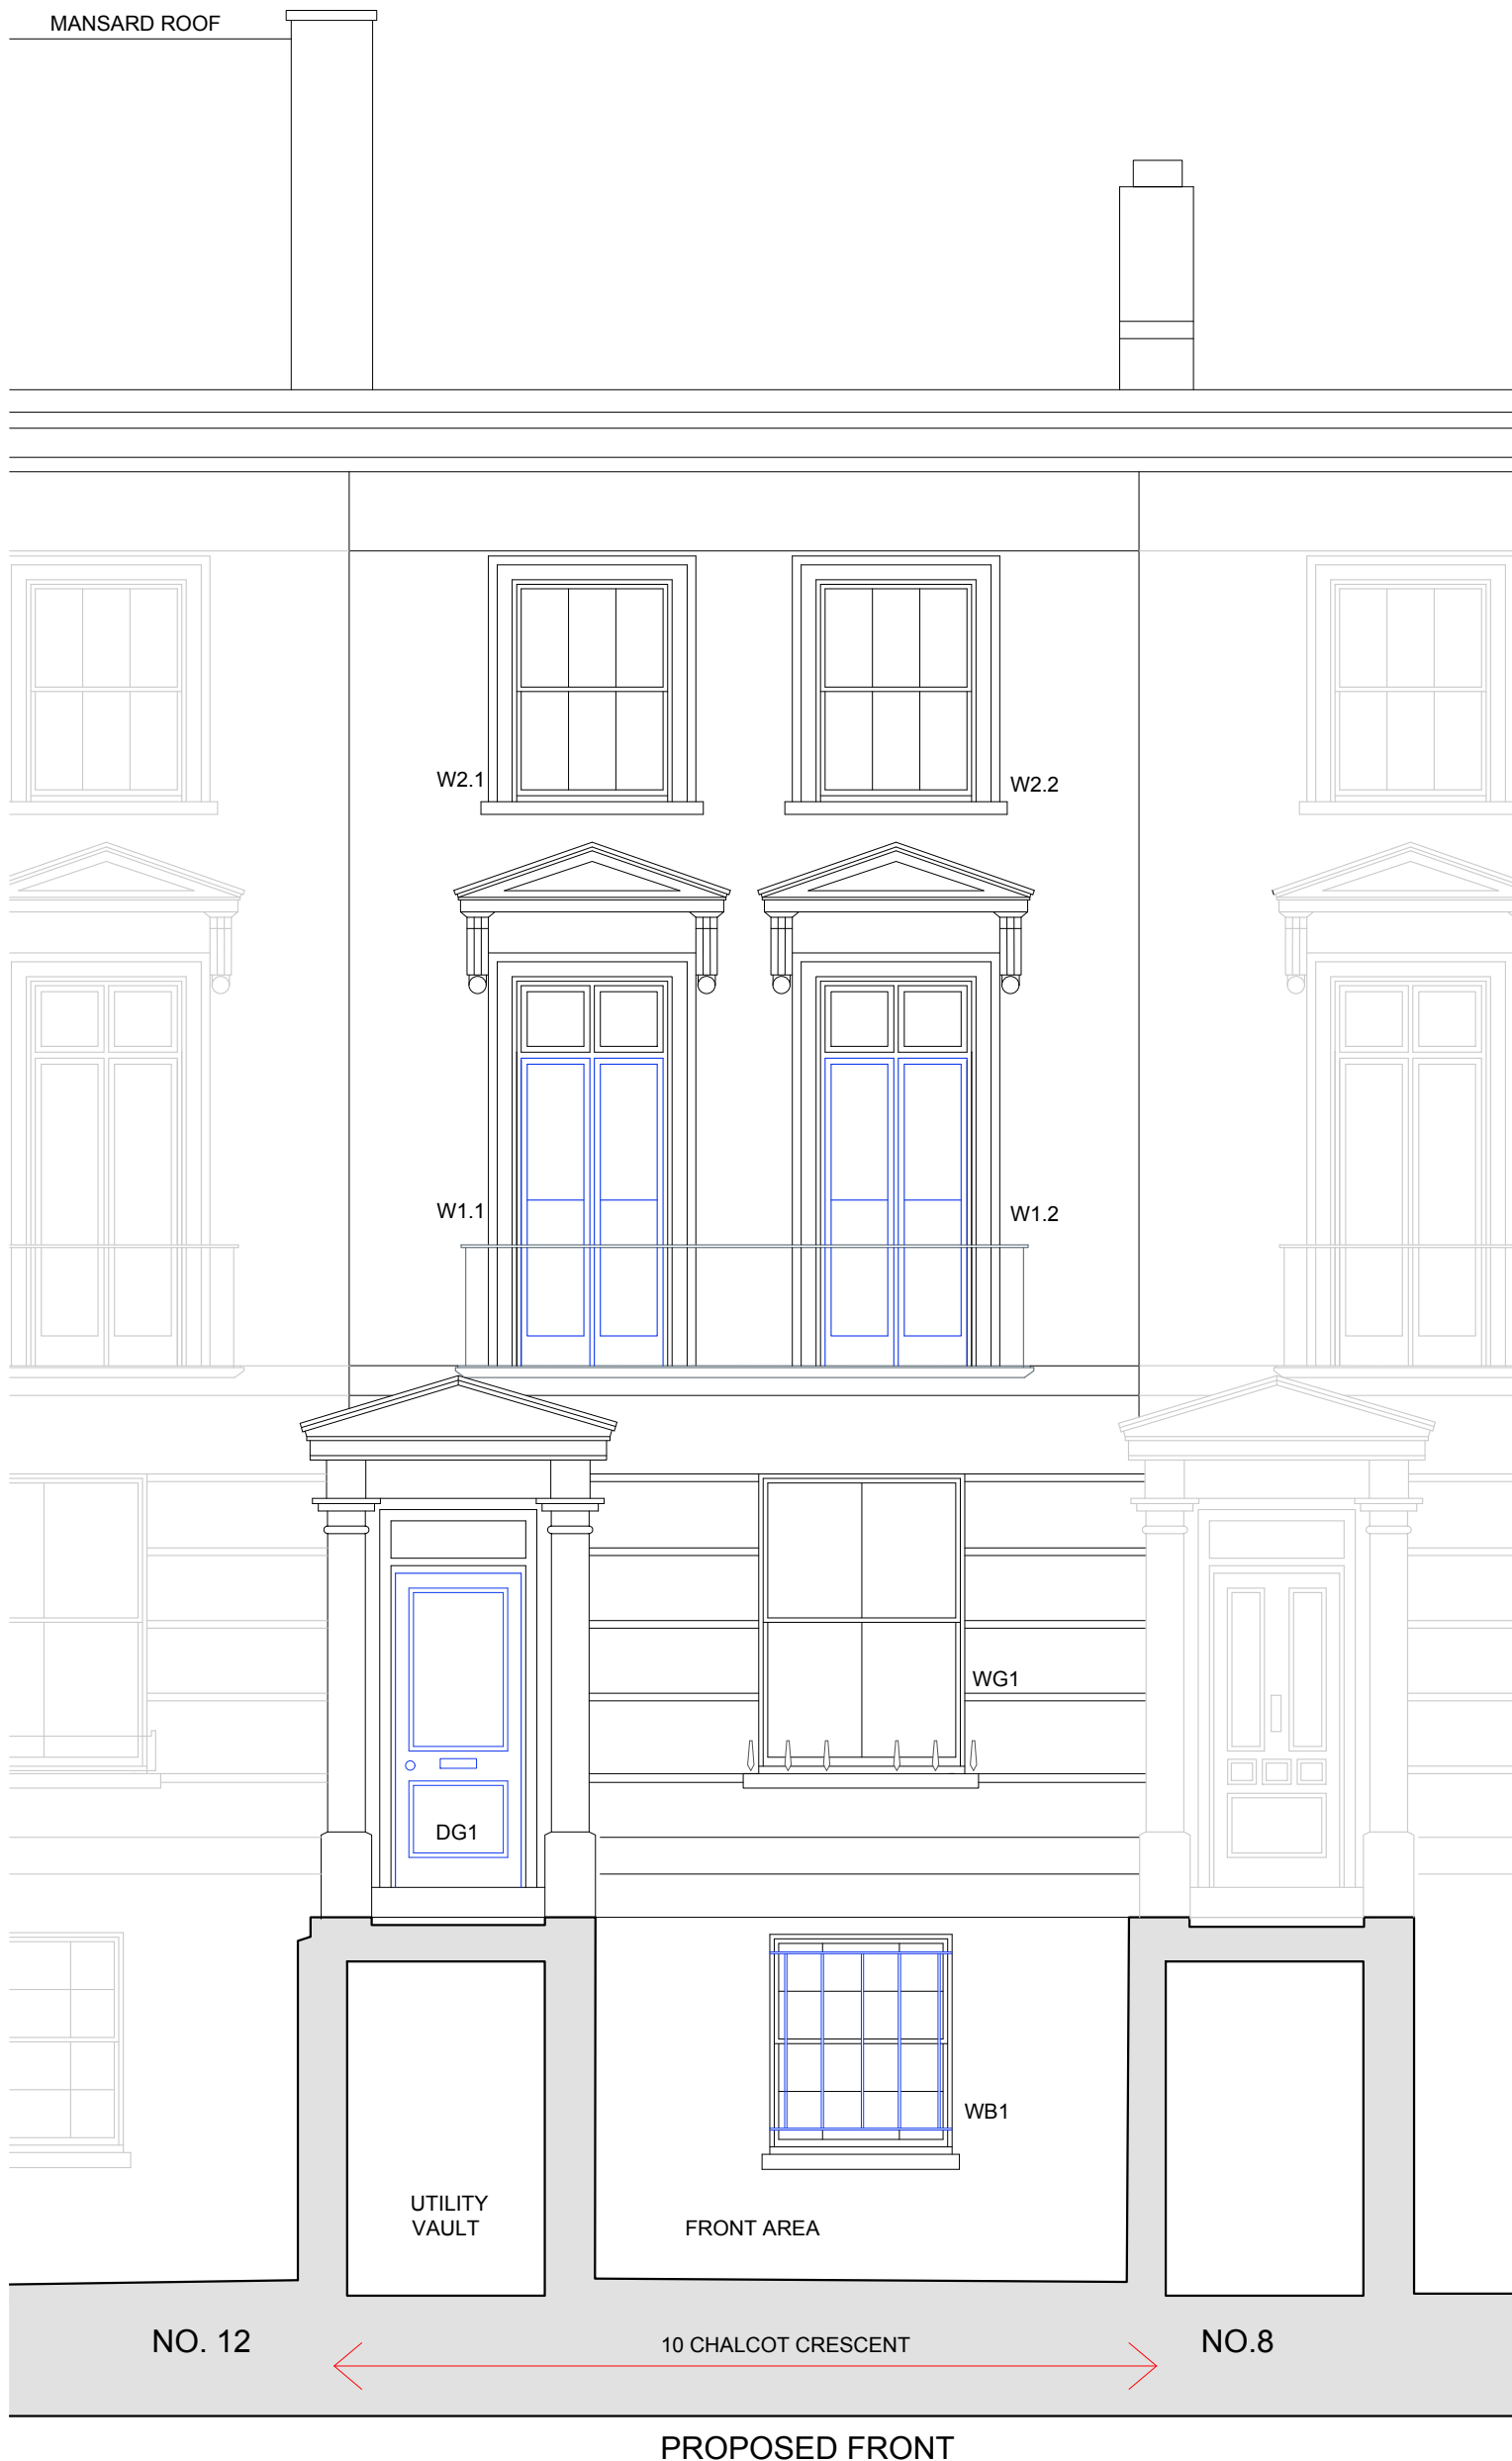 MANSARD ROOF
W2.1
W2.2
W1.1
W1.2
WG1
DG1
WB1
UTILITY
VAULT
FRONT AREA
NO. 12
10 CHALCOT CRESCENT
NO.8
PROPOSED FRONT